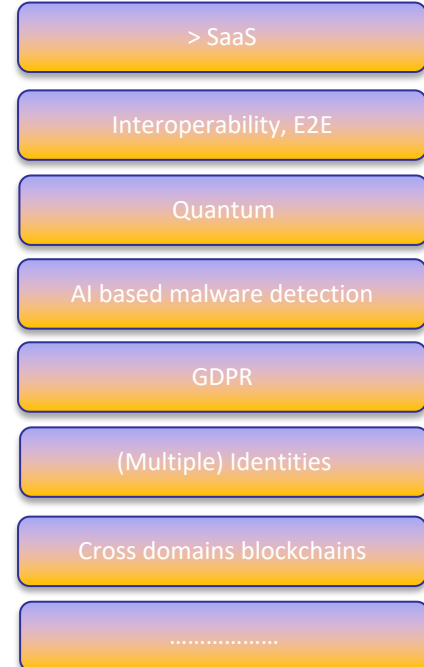 > SaaS
Interoperability, E2E
Quantum
AI based malware detection
GDPR
(Multiple) Identities
Cross domains blockchains
………………